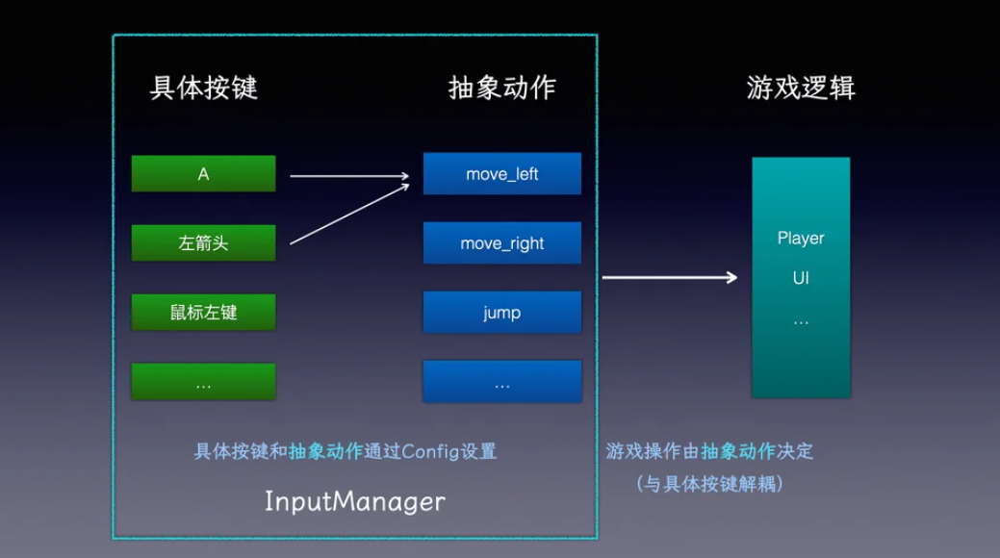 具体按键
抽象动作
游戏逻辑
A
move_left
左箭头
move_right
Player
UI
...
鼠标左键
jump
...
...
具体按键和抽象动作通过Config设置
游戏操作由抽象动作决定
(与具体按键解耦)
InputManager